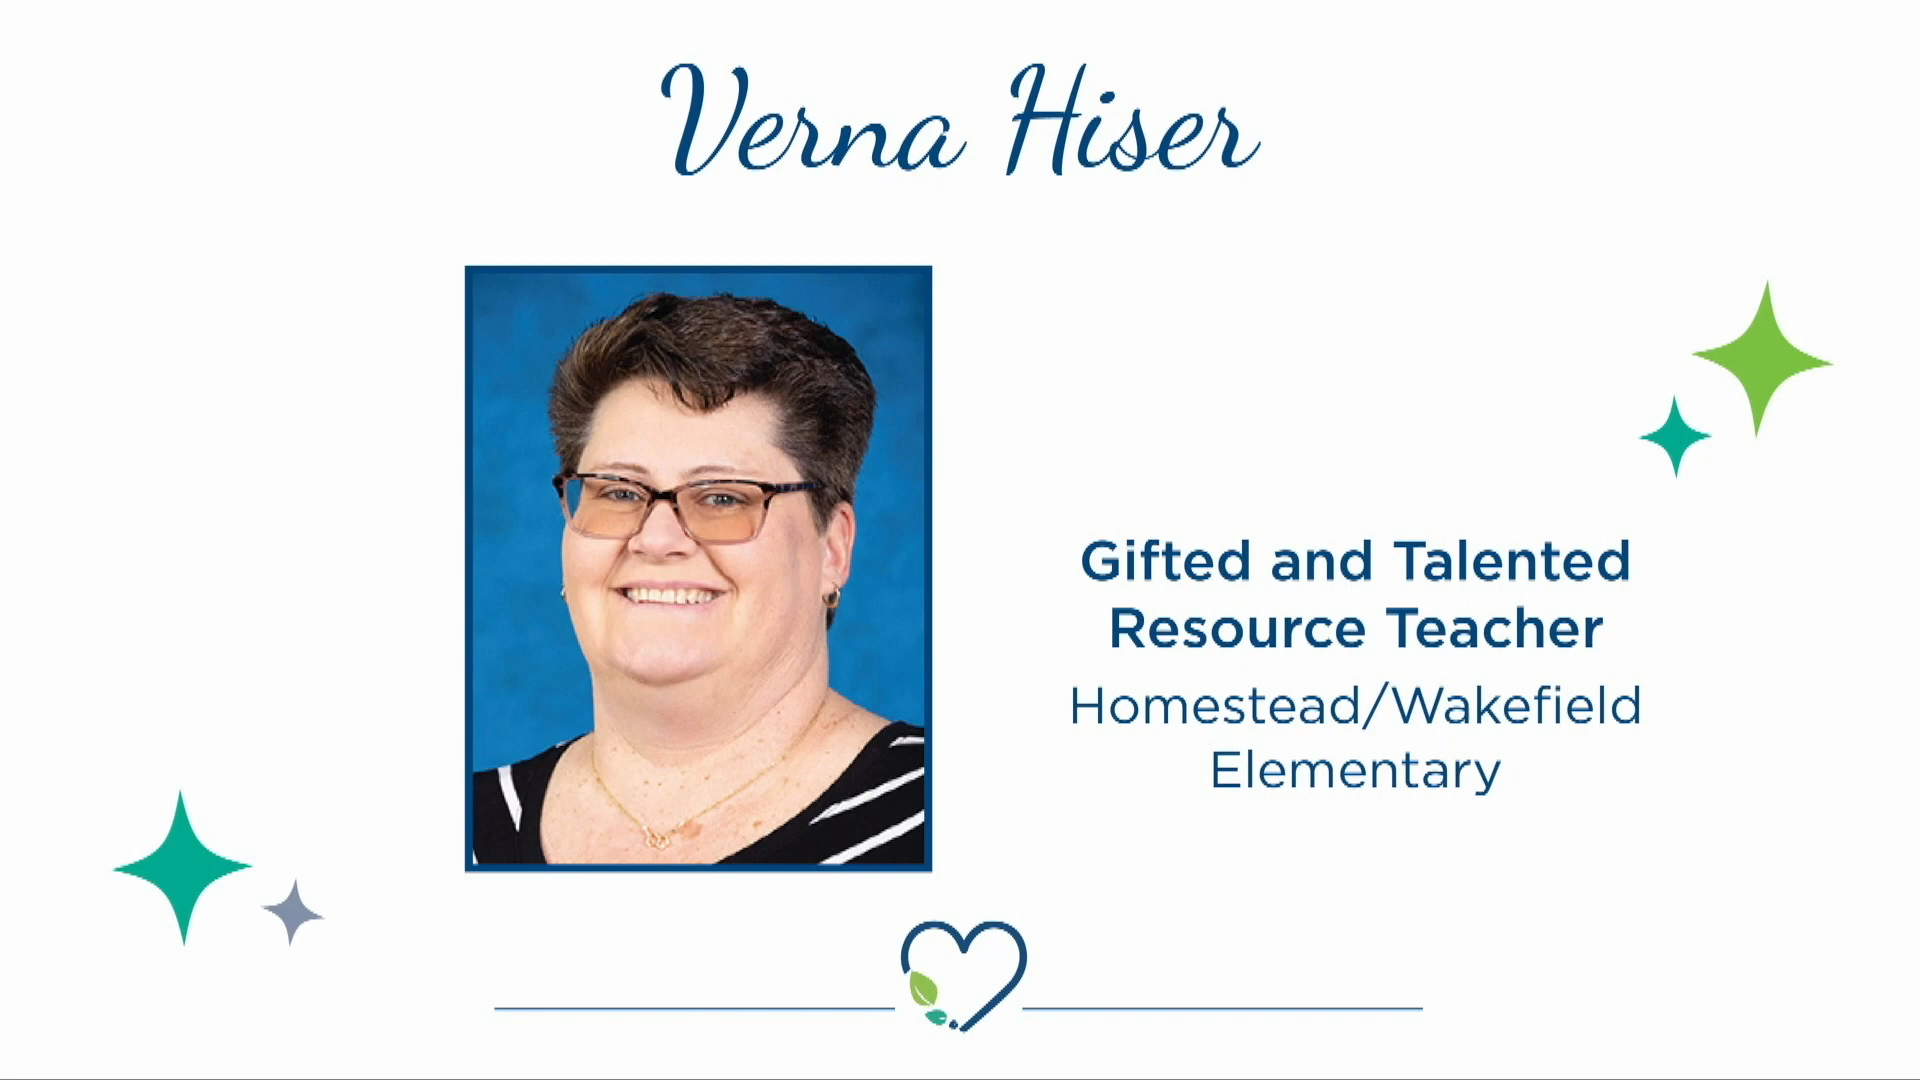 Verna Hiser
Gifted and Talented
Resource Teacher
Homestead/Wakefield
Elementary